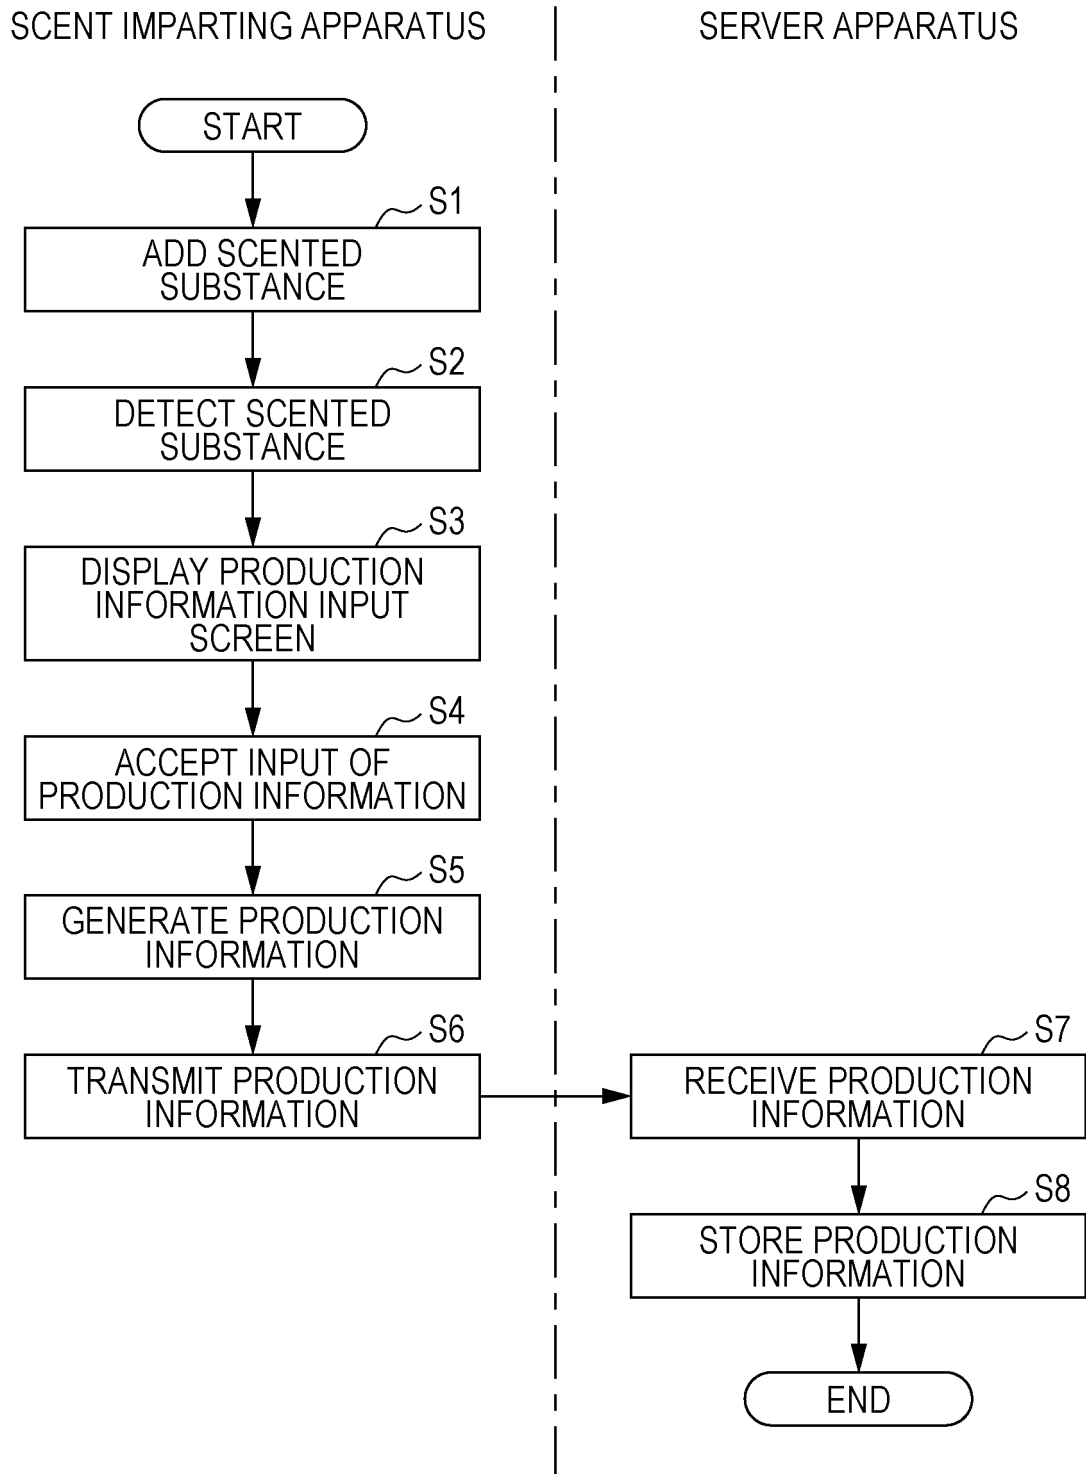 SCENT IMPARTING APPARATUS
SERVER APPARATUS
START
S1
ADD SCENTED
SUBSTANCE
S2
DETECT SCENTED
SUBSTANCE
S3
DISPLAY PRODUCTION
INFORMATION INPUT
SCREEN
S4
ACCEPT INPUT OF
PRODUCTION INFORMATION
S5
GENERATE PRODUCTION
INFORMATION
S6
TRANSMIT PRODUCTION
INFORMATION
S7
RECEIVE PRODUCTION
INFORMATION
S8
STORE PRODUCTION
INFORMATION
END